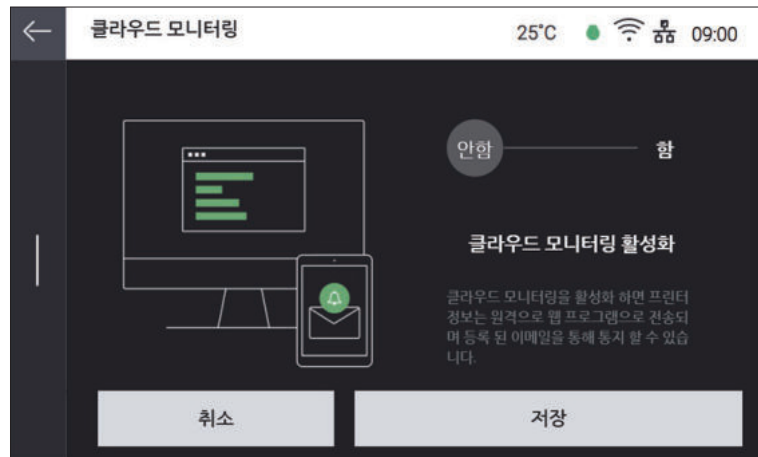 클라우드 모니터링 25°C 09:00
안함 함
클라우드 모니터링 활성화
클라우드 모니터링을 활성화 하면 프린터
정보는 원격으로 웹 프로그램으로 전송되
며 등록 된 이메일을 통해 통지 할 수 있습
니다.
취소 저장